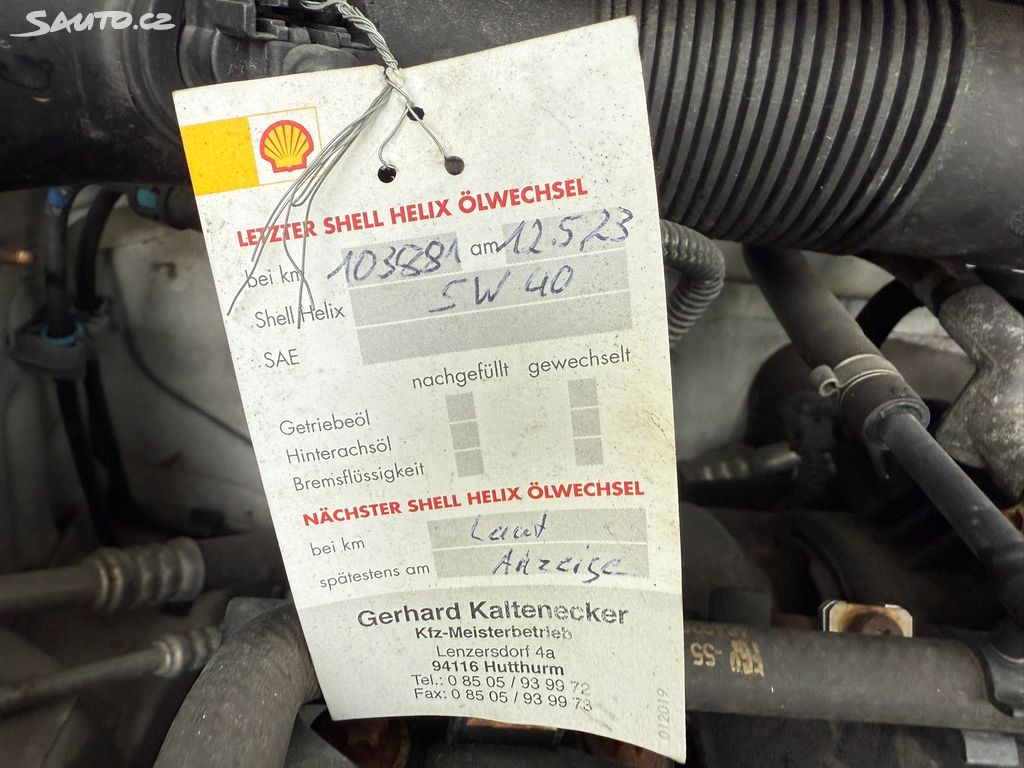 SAUTO.CZ
LETZTER SHELL HELIX ÖLWECHSEL
bei km 103881 am 12.5/23
Shell Helix 5W40
SAE
nachgefüllt gewechselt
Getriebeöl
Hinterachsöl
Bremsflüssigkeit
NÄCHSTER SHELL HELIX ÖLWECHSEL
bei km Laut
spätestens am Anzeige
Gerhard Kaltenecker
Kfz-Meisterbetrieb
Lenzersdorf 4a
94116 Hutthurm
Tel.: 0 85 05 / 93 99 72
Fax: 0 85 05 / 93 99 73
012019